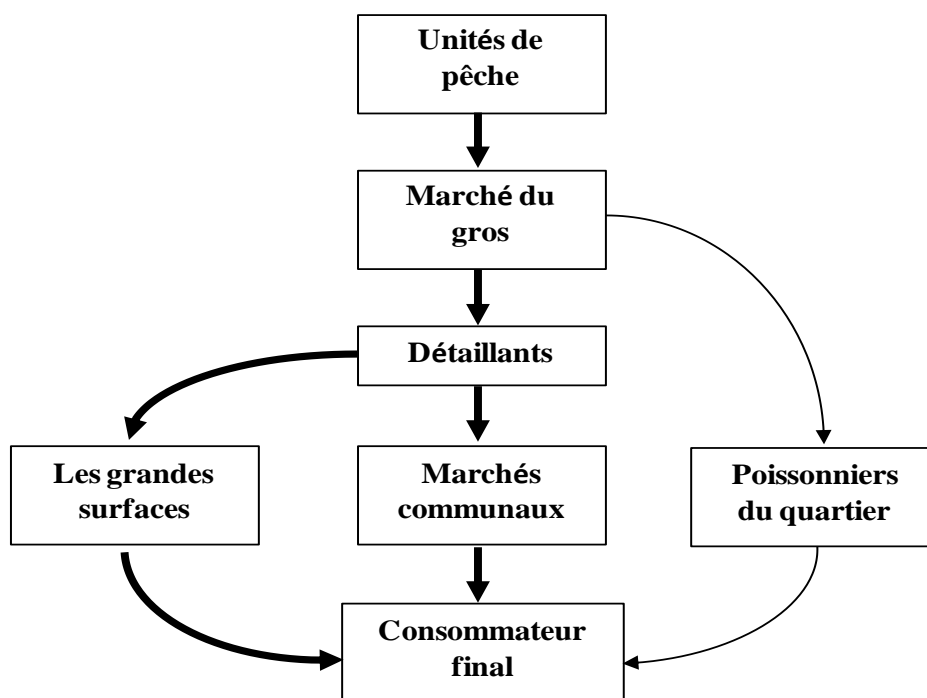 Unités de
pêche
Marché du
gros
Détaillants
Les grandes
surfaces
Marchés
communaux
Poissonniers
du quartier
Consommateur
final